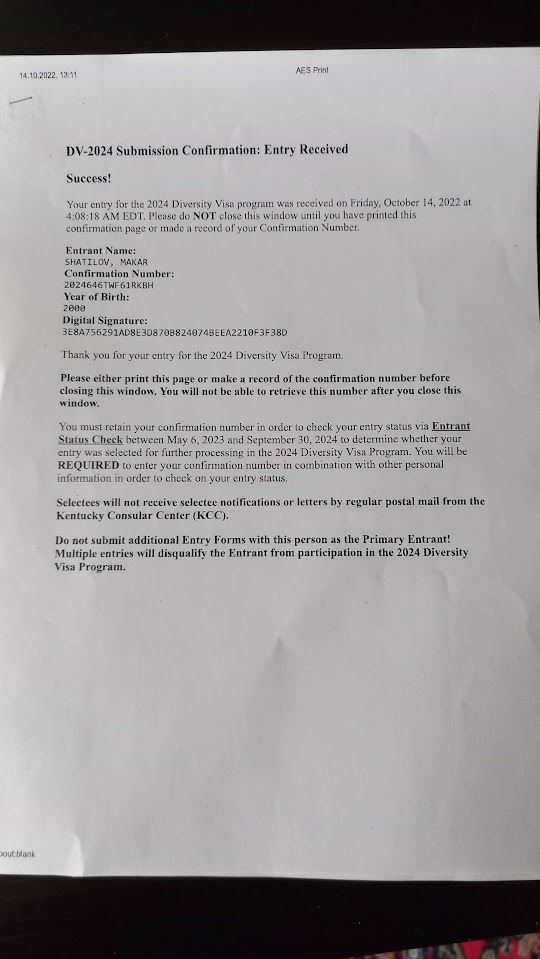 14.10.2022, 13:11
AES Print
DV-2024 Submission Confirmation: Entry Received
Success!
Your entry for the 2024 Diversity Visa program was received on Friday, October 14, 2022 at
4:08:18 AM EDT. Please do NOT close this window until you have printed this
confirmation page or made a record of your Confirmation Number.
Entrant Name:
SHATILOV, MAKAR
Confirmation Number:
2024646TWF61RKBH
Year of Birth:
2000
Digital Signature:
3E8A756291AD8E3D870B824074BEEA2210F3F38D
Thank you for your entry for the 2024 Diversity Visa Program.
Please either print this page or make a record of the confirmation number before
closing this window. You will not be able to retrieve this number after you close this
window.
You must retain your confirmation number in order to check your entry status via Entrant
Status Check between May 6, 2023 and September 30, 2024 to determine whether your
entry was selected for further processing in the 2024 Diversity Visa Program. You will be
REQUIRED to enter your confirmation number in combination with other personal
information in order to check on your entry status.
Selectees will not receive selectee notifications or letters by regular postal mail from the
Kentucky Consular Center (KCC).
Do not submit additional Entry Forms with this person as the Primary Entrant!
Multiple entries will disqualify the Entrant from participation in the 2024 Diversity
Visa Program.
bout:blank